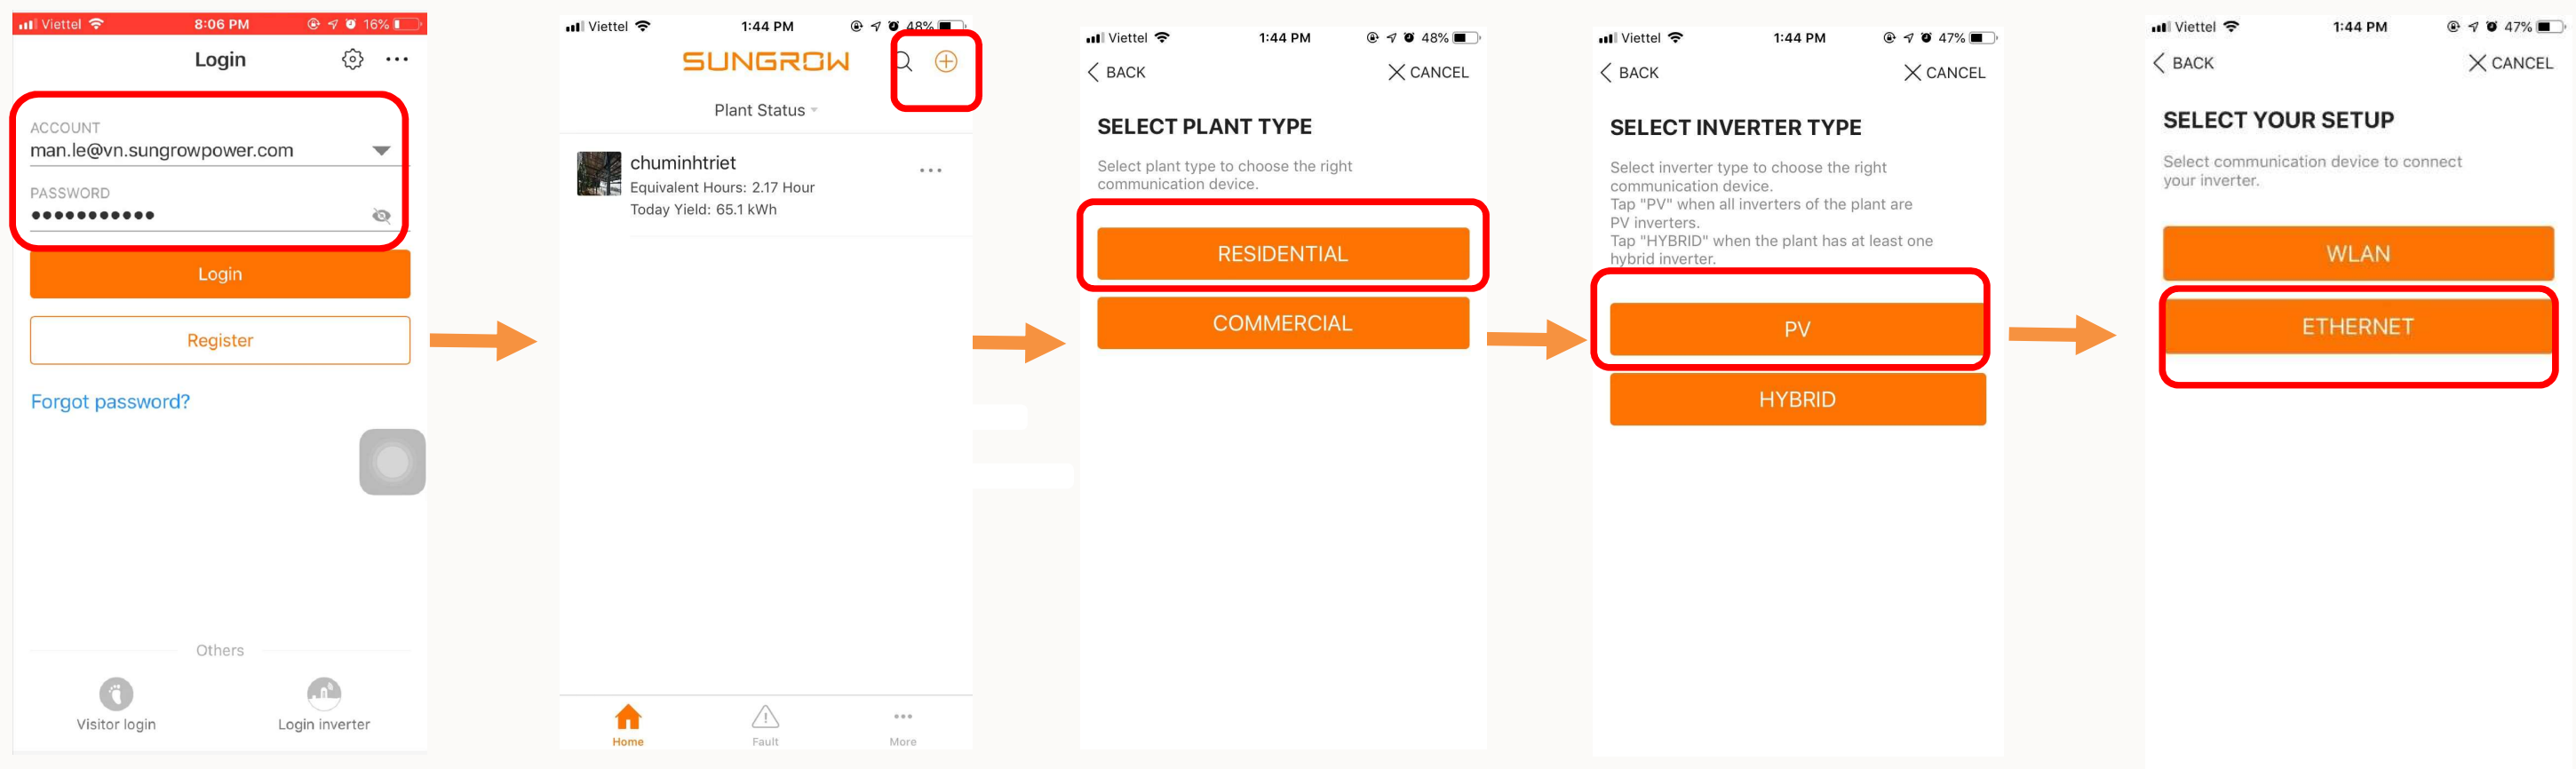 Viettel 8:06 PM 16%
Login
ACCOUNT
man.le@vn.sungrowpower.com
PASSWORD
Login
Register
Forgot password?
Others
Visitor login
Login inverter
Viettel 1:44 PM 48%
SUNGROW
Plant Status
chuminhtriet
Equivalent Hours: 2.17 Hour
Today Yield: 65.1 kWh
Home
Fault
More
Viettel 1:44 PM 48%
BACK
CANCEL
SELECT PLANT TYPE
Select plant type to choose the right
communication device.
RESIDENTIAL
COMMERCIAL
Viettel 1:44 PM 47%
BACK
CANCEL
SELECT INVERTER TYPE
Select inverter type to choose the right
communication device.
Tap "PV" when all inverters of the plant are
PV inverters.
Tap "HYBRID" when the plant has at least one
hybrid inverter.
PV
HYBRID
Viettel 1:44 PM 47%
BACK
CANCEL
SELECT YOUR SETUP
Select communication device to connect
your inverter.
WLAN
ETHERNET